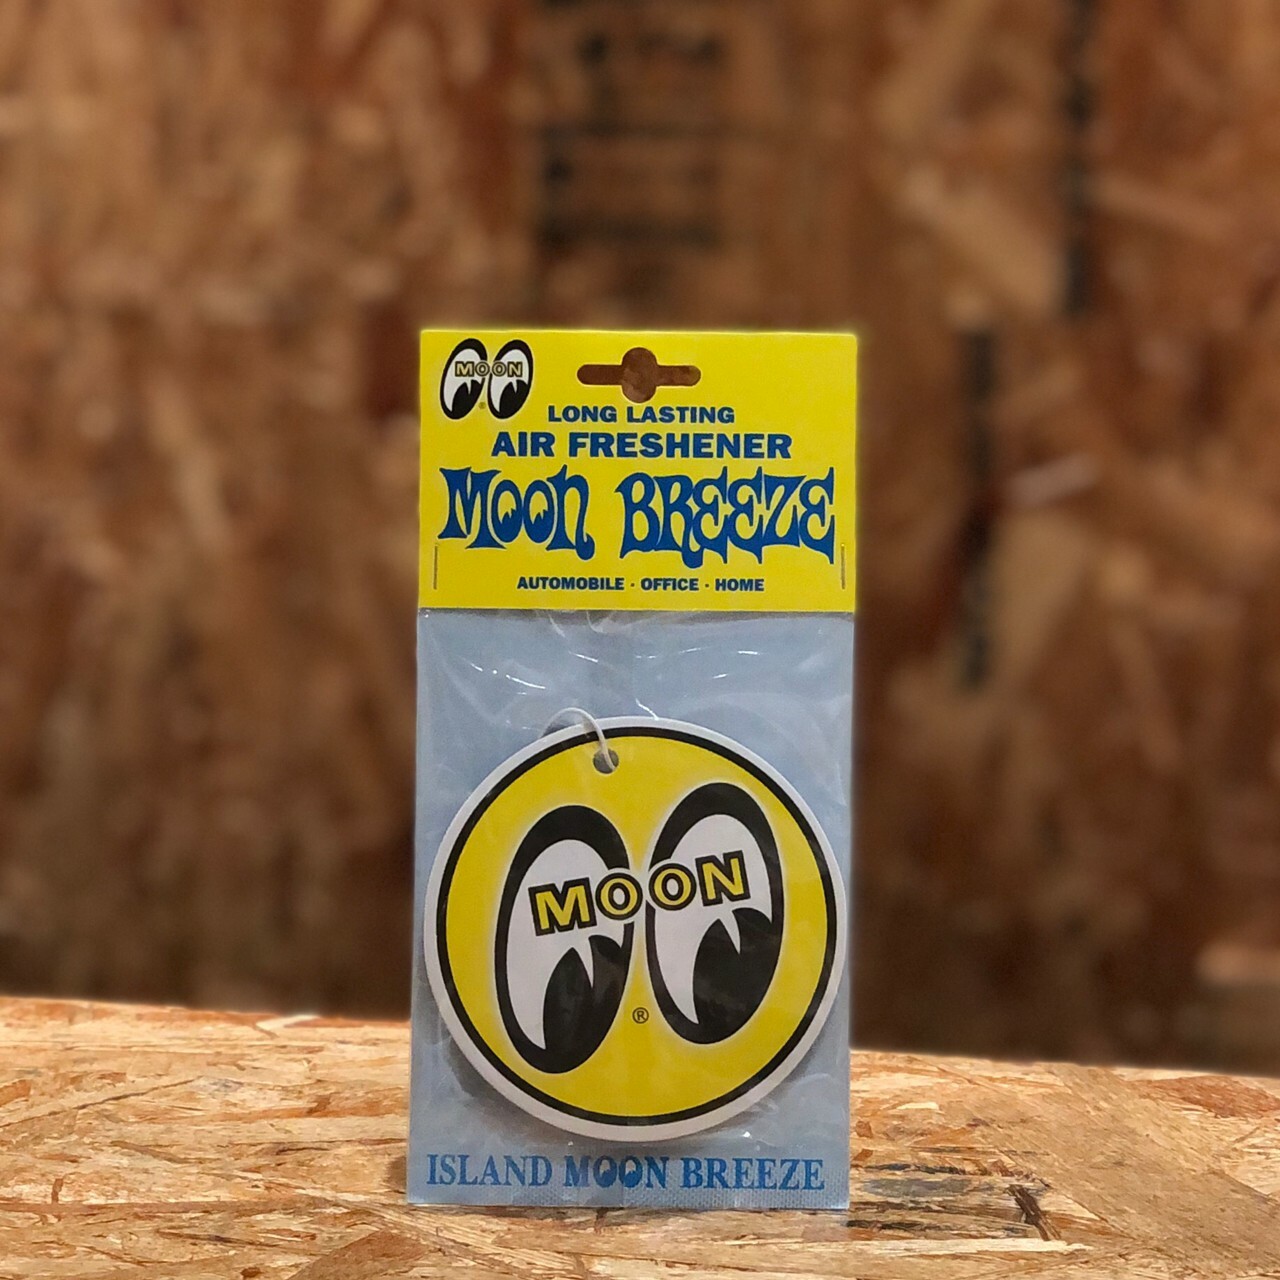 MOON
®
LONG LASTING
AIR FRESHENER
MOON BREEZE
AUTOMOBILE · OFFICE · HOME
MOON
®
ISLAND MOON BREEZE